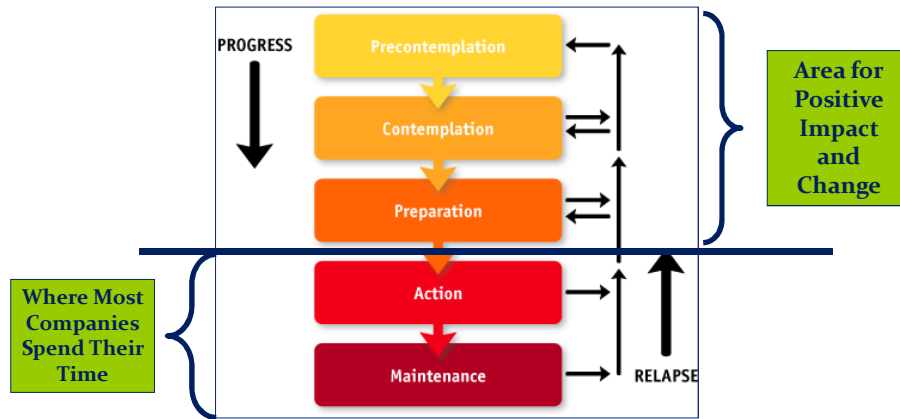 PROGRESS
Precontemplation
Contemplation
Preparation
Action
Maintenance
RELAPSE
Area for
Positive
Impact
and
Change
Where Most
Companies
Spend Their
Time